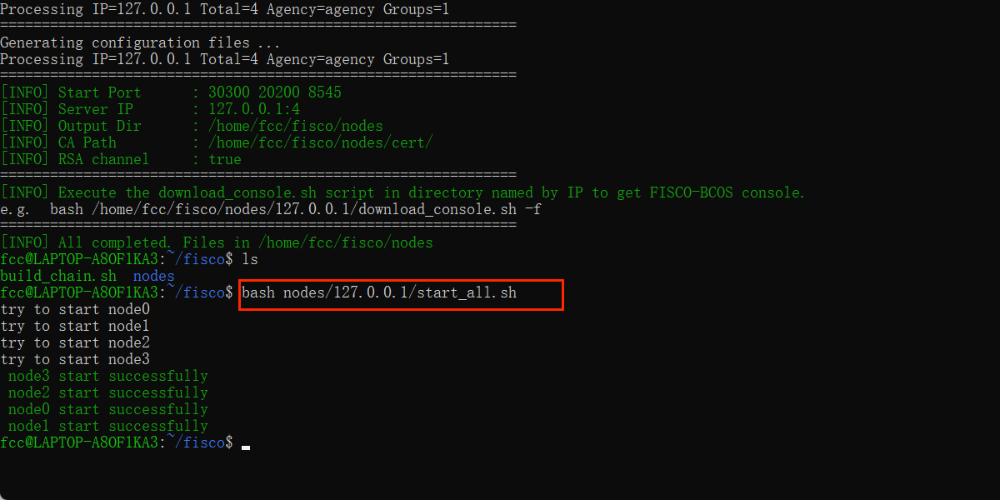 Processing IP=127.0.0.1 Total=4 Agency=agency Groups=1
==============================================================
Generating configuration files ...
Processing IP=127.0.0.1 Total=4 Agency=agency Groups=1
==============================================================
[INFO] Start Port      : 30300 20200 8545
[INFO] Server IP       : 127.0.0.1:4
[INFO] Output Dir      : /home/fcc/fisco/nodes
[INFO] CA Path         : /home/fcc/fisco/nodes/cert/
[INFO] RSA channel     : true
==============================================================
[INFO] Execute the download_console.sh script in directory named by IP to get FISCO-BCOS console.
e.g.  bash /home/fcc/fisco/nodes/127.0.0.1/download_console.sh -f
==============================================================
[INFO] All completed. Files in /home/fcc/fisco/nodes
fcc@LAPTOP-A8OF1KA3:~/fisco$ ls
build_chain.sh  nodes
fcc@LAPTOP-A8OF1KA3:~/fisco$ bash nodes/127.0.0.1/start_all.sh
try to start node0
try to start node1
try to start node2
try to start node3
 node3 start successfully
 node2 start successfully
 node0 start successfully
 node1 start successfully
fcc@LAPTOP-A8OF1KA3:~/fisco$